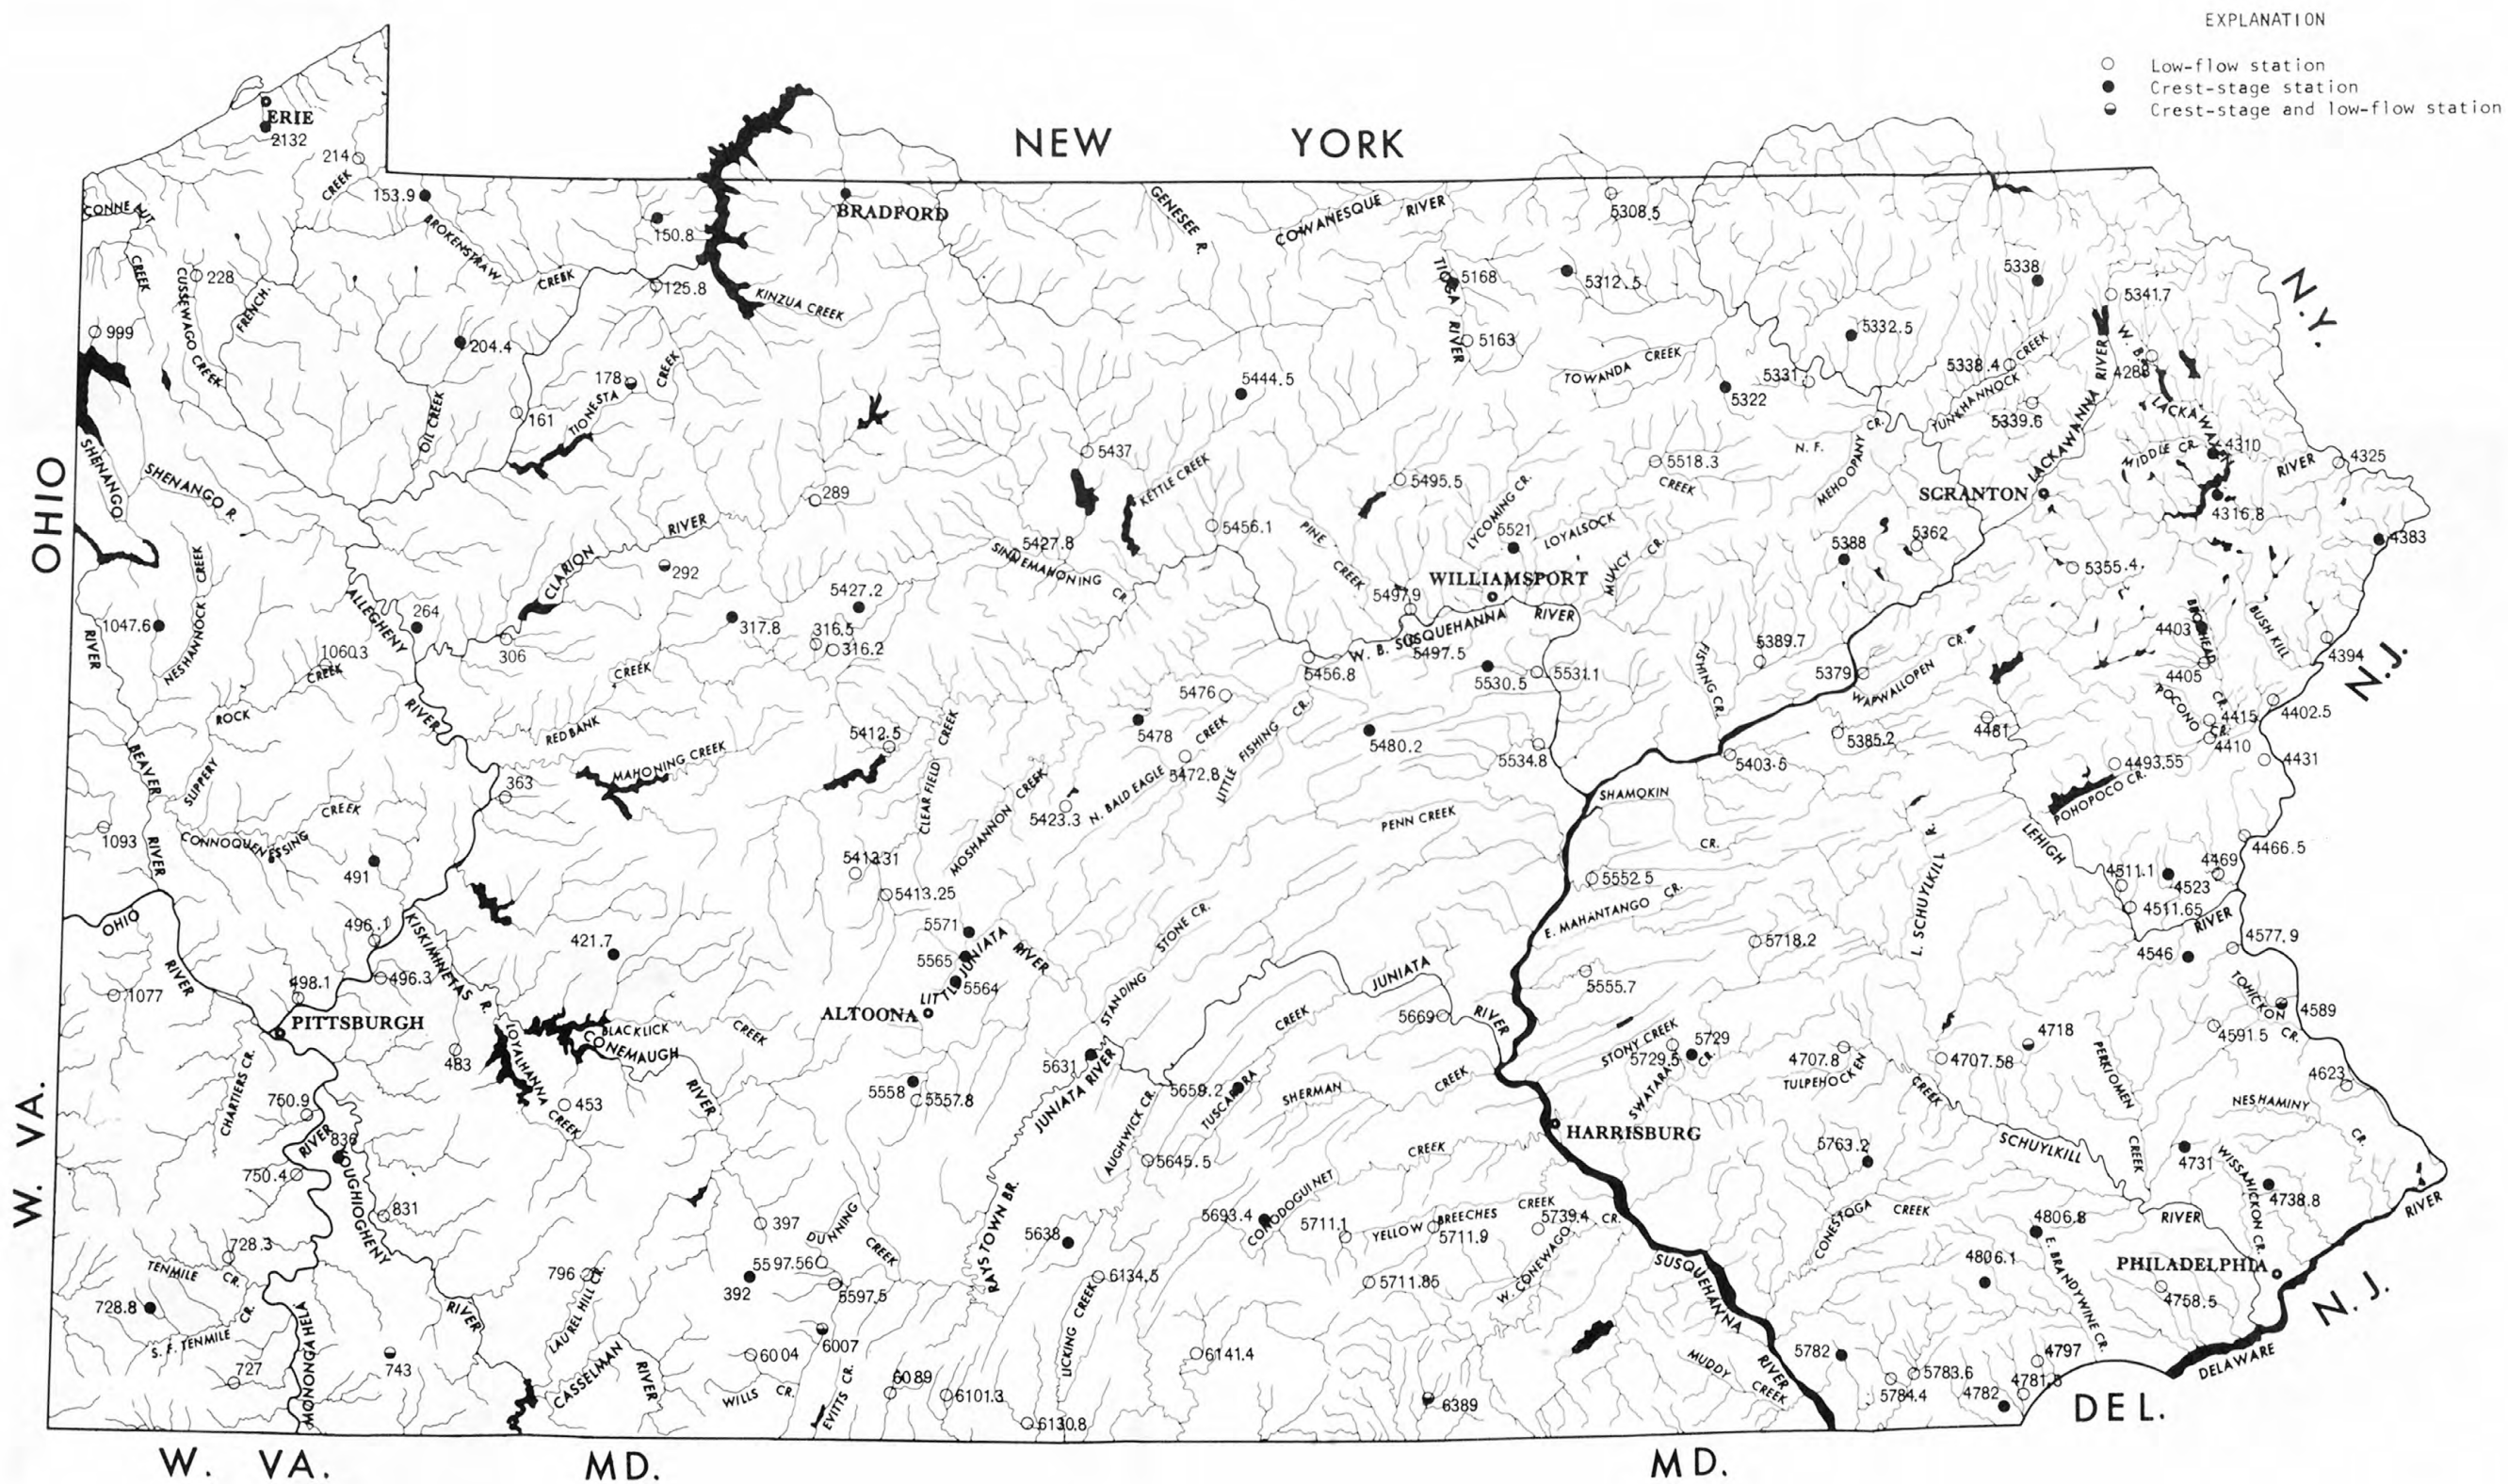 EXPLANATION
Low-flow station
Crest-stage station
Crest-stage and low-flow station
NEW YORK
ERIE
2132
214
CREEK
153.9
CONNEAUT
CREEK
BROKENSTRAW
CREEK
150.8
BRADFORD
GENESEE R.
COWANESQUE RIVER
5308.5
228
CUSSEWAGO CREEK
FRENCH
125.8
KINZUA CREEK
TIOGA RIVER
5168
5312.5
5338
5341.7
N.Y.
999
204.4
178
CREEK
TIONESTA
161
OIL CREEK
5163
5444.5
TOWANDA CREEK
5322
5331
5332.5
5338.4
CREEK
TUNKHANNOCK
5339.6
W. B.
4288
LACKAWAXEN
RIVER
LACKAWANNA RIVER
MIDDLE CR.
4310
4325
OHIO
SHENANGO
SHENANGO R.
5437
KETTLE CREEK
289
5495.5
5518.3
CREEK
N. F.
MEHOOPANY CR.
SCRANTON
4316.8
4383
CLARION RIVER
292
5427.8
SINNEMAHONING CR.
5456.1
PINE CREEK
LYCOMING CR.
5521
LOYALSOCK
MUNCY CR.
5388
5362
5355.4
NESHANNOCK CREEK
1047.6
RIVER
ALLEGHENY
264
306
5427.2
317.8
316.5
316.2
WILLIAMSPORT
5497.9
W. B. SUSQUEHANNA RIVER
5497.5
5456.8
5530.5
5531.1
FISHING CR.
5389.7
5379
WAPWALLOPEN CR.
4403
BRODHEAD
CR.
BUSH KILL
4394
N.J.
4405
1060.3
CREEK
CREEK
ROCK
SLIPPERY
RIVER
REDBANK
MAHONING CREEK
5412.5
5476
5478
CREEK
5472.8
N. BALD EAGLE
LITTLE FISHING CR.
5480.2
5534.8
5403.5
5385.2
4481
POCONO CR.
4415
4402.5
4410
4431
4493.55
POHOPOCO CR.
BEAVER
RIVER
363
CLEARFIELD CREEK
MOSHANNON CREEK
5423.3
PENN CREEK
SHAMOKIN
CR.
LEHIGH
RIVER
1093
CREEK
CONNOQUENESSING
491
5413.31
5413.25
5552.5
E. MAHANTANGO CR.
L. SCHUYLKILL R.
4466.5
4469
4511.1
4523
4511.65
OHIO
RIVER
496.1
KISKIMINETAS R.
421.7
5571
5565
5564
LITTLE JUNIATA RIVER
STONE CR.
STANDING
5718.2
4577.9
4546
1077
498.1
496.3
PITTSBURGH
ALTOONA
BLACKLICK
CREEK
CONEMAUGH
RIVER
JUNIATA
RIVER
5669
5555.7
TOHICKON
CR.
4589
4591.5
CHARTIERS CR.
483
LOYALHANNA CREEK
453
5631
JUNIATA RIVER
CREEK
5659.2
TUSCARORA
SHERMAN
CREEK
STONY CREEK
5729.5
5729
SWATARA CR.
4707.8
TULPEHOCKEN
CREEK
4707.58
4718
PERKIOMEN
CREEK
4623
NESHAMINY
CR.
W. VA.
760.9
RIVER
836
750.4
YOUGHIOGHENY
RIVER
831
5558
5557.8
AUGHWICK CR.
5645.5
CREEK
HARRISBURG
5763.2
SCHUYLKILL
RIVER
4731
WISSAHICKON CR.
4738.8
RIVER
728.3
TENMILE CR.
728.8
S. F. TENMILE
CR.
727
MONONGAHELA
743
796
LAUREL HILL CR.
CASSELMAN
RIVER
397
DUNNING
CREEK
5597.56
392
5597.5
6007
6004
WILLS CR.
EVITTS CR.
RAYSTOWN BR.
5638
5693.4
CONODOGUINET
5711.1
YELLOW BREECHES
CREEK
5711.9
5739.4
CR.
W. CONEWAGO
5711.85
CONESTOGA CREEK
4806.8
4806.1
E. BRANDYWINE CR.
PHILADELPHIA
4758.5
N. J.
6134.5
LICKING CREEK
6141.4
6089
6101.3
6130.8
6389
SUSQUEHANNA
RIVER
MUDDY CREEK
5782
5783.6
5784.4
4797
4782
DELAWARE
DEL.
W. VA.
MD.
MD.